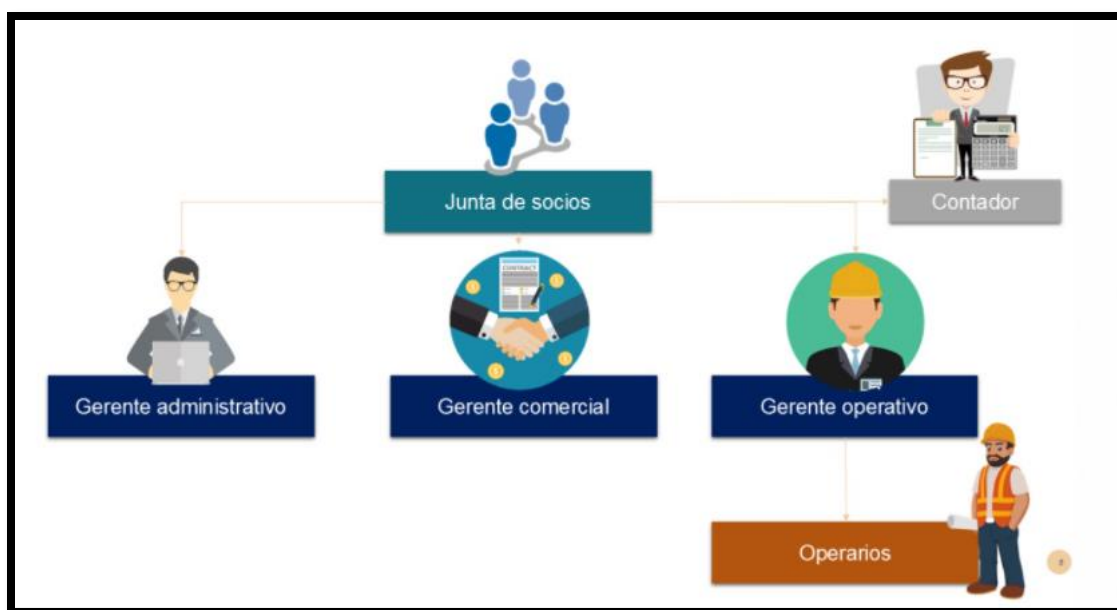 Junta de socios
Contador
CONTRACT
Gerente administrativo
Gerente comercial
Gerente operativo
Operarios